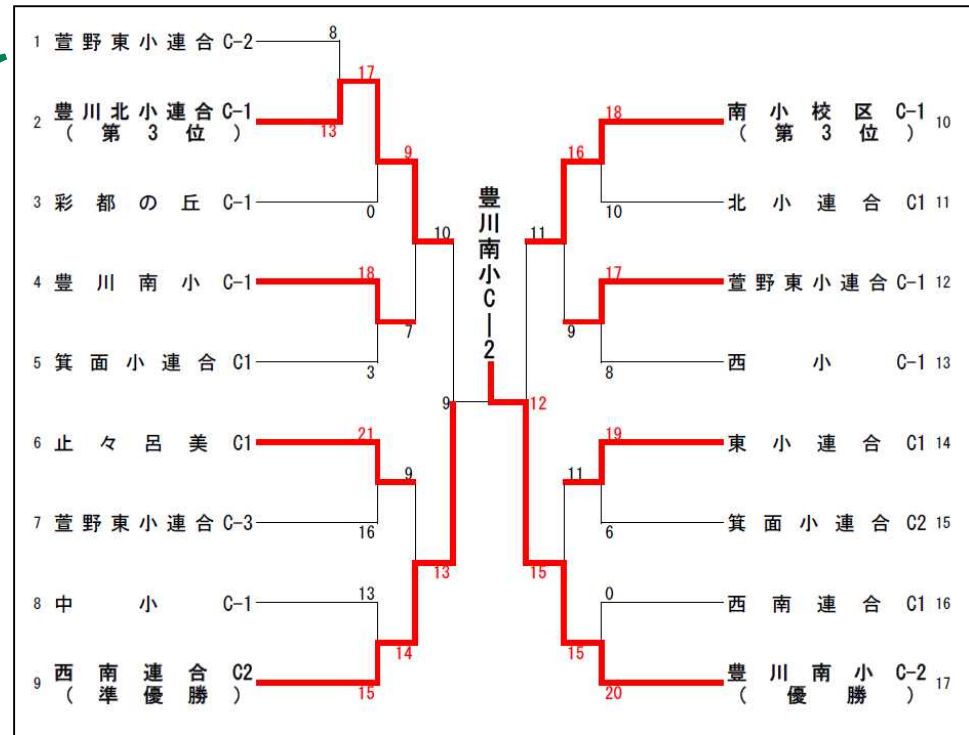 1 萱野東小連合 C-2
2 豊川北小連合 C-1
(第3位)
3 彩都の丘 C-1
4 豊川南小 C-1
5 箕面小連合 C1
6 止々呂美 C1
7 萱野東小連合 C-3
8 中小 C-1
9 西南連合 C2
(準優勝)
8
13
17
0
9
18
3
7
10
21
16
9
13
15
14
13
9
豊川南小C-2
12
11
15
16
9
18
10
17
8
11
19
6
15
0
20
南小校区 C-1 10
(第3位)
北小連合 C1 11
萱野東小連合 C-1 12
西小 C-1 13
東小連合 C1 14
箕面小連合 C2 15
西南連合 C1 16
豊川南小 C-2 17
(優勝)